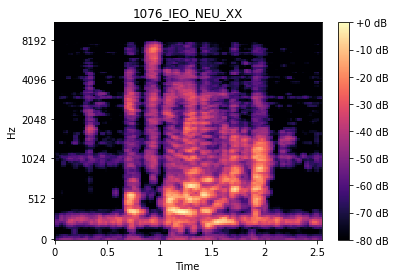 1076_IEO_NEU_XX
8192
4096
2048
1024
512
0
Hz
0
0.5
1
1.5
2
2.5
Time
+0 dB
-10 dB
-20 dB
-30 dB
-40 dB
-50 dB
-60 dB
-70 dB
-80 dB